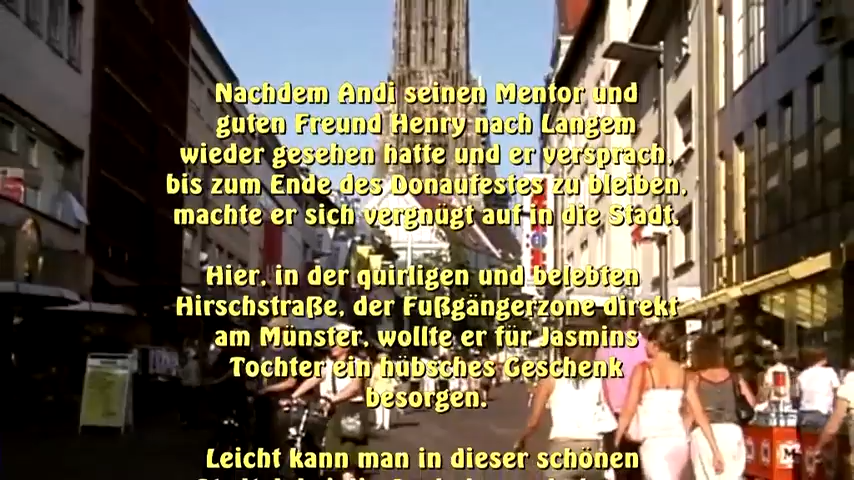 Nachdem Andi seinen Mentor und
guten Freund Henry nach Langem
wieder gesehen hatte und er versprach,
bis zum Ende des Donaufestes zu bleiben,
machte er sich vergnügt auf in die Stadt.
Hier, in der quirligen und belebten
Hirschstraße, der Fußgängerzone direkt
am Münster, wollte er für Jasmins
Tochter ein hübsches Geschenk
besorgen.
Leicht kann man in dieser schönen